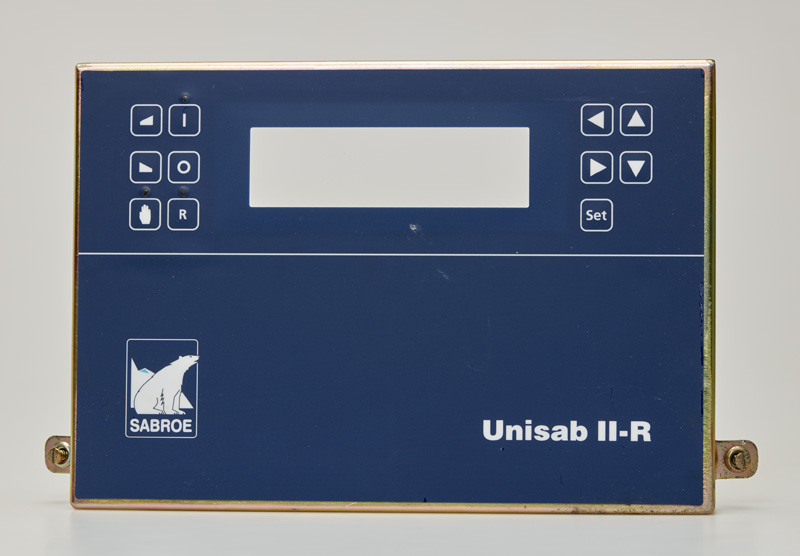 I
O
R
Set
SABROE
Unisab II-R